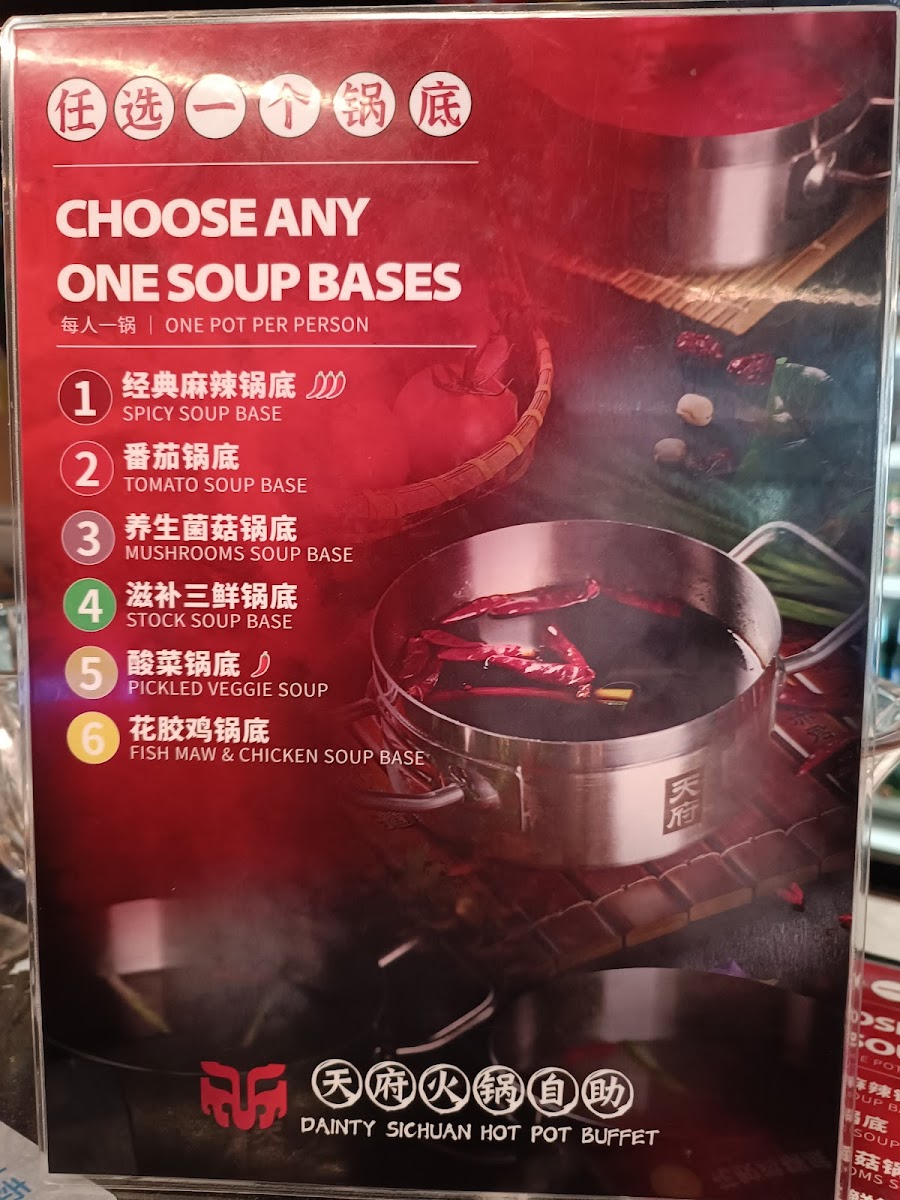 任选一个锅底
CHOOSE ANY
ONE SOUP BASES
每人一锅 | ONE POT PER PERSON
1 经典麻辣锅底
SPICY SOUP BASE
2 番茄锅底
TOMATO SOUP BASE
3 养生菌菇锅底
MUSHROOMS SOUP BASE
4 滋补三鲜锅底
STOCK SOUP BASE
5 酸菜锅底
PICKLED VEGGIE SOUP
6 花胶鸡锅底
FISH MAW & CHICKEN SOUP BASE
天府
天府火锅自助
DAINTY SICHUAN HOT POT BUFFET